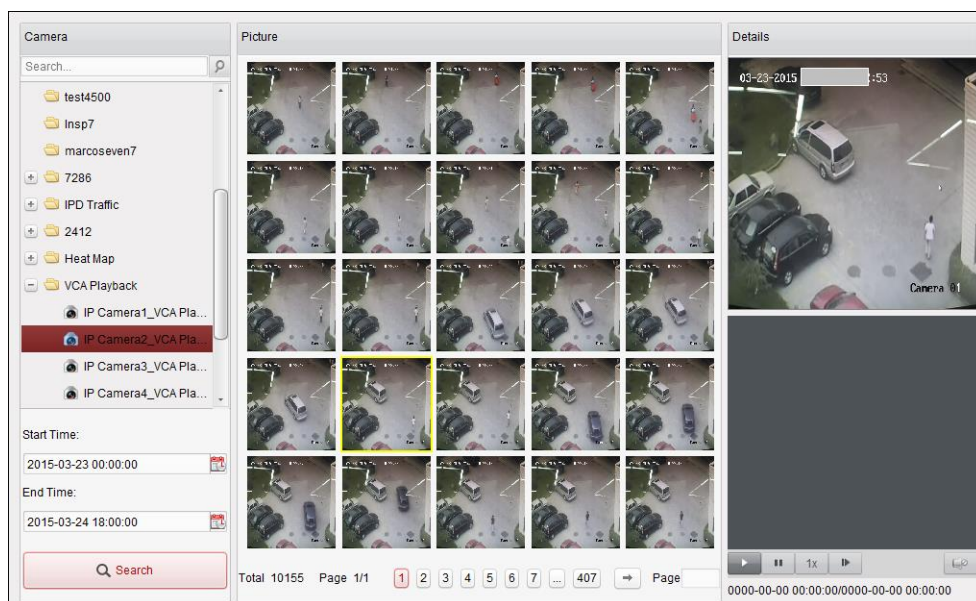 Camera
Search...
test4500
Insp7
marcoseven7
7286
IPD Traffic
2412
Heat Map
VCA Playback
IP Camera1_VCA Pla...
IP Camera2_VCA Pla...
IP Camera3_VCA Pla...
IP Camera4_VCA Pla...
Start Time:
2015-03-23 00:00:00
End Time:
2015-03-24 18:00:00
Search
Picture
Total 10155 Page 1/1 1 2 3 4 5 6 7 ... 407 Page
Details
03-23-2015 :53
Camera 01
1x
0000-00-00 00:00:00/0000-00-00 00:00:00